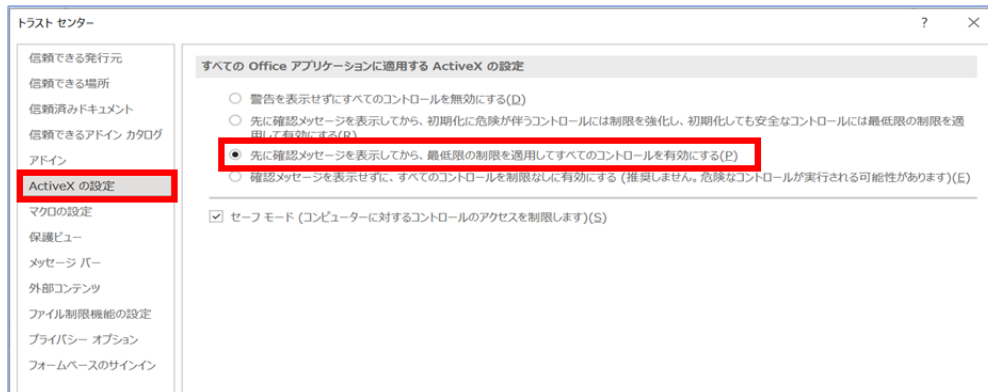 トラスト センター
? ×
信頼できる発行元
信頼できる場所
信頼済みドキュメント
信頼できるアドイン カタログ
アドイン
ActiveX の設定
マクロの設定
保護ビュー
メッセージ バー
外部コンテンツ
ファイル制限機能の設定
プライバシー オプション
フォームベースのサインイン
すべての Office アプリケーションに適用する ActiveX の設定
警告を表示せずにすべてのコントロールを無効にする(D)
先に確認メッセージを表示してから、初期化に危険が伴うコントロールには制限を強化し、初期化しても安全なコントロールには最低限の制限を適
用して有効にする(R)
先に確認メッセージを表示してから、最低限の制限を適用してすべてのコントロールを有効にする(P)
確認メッセージを表示せずに、すべてのコントロールを制限なしに有効にする (推奨しません。危険なコントロールが実行される可能性があります)(E)
セーフ モード (コンピューターに対するコントロールのアクセスを制限します)(S)